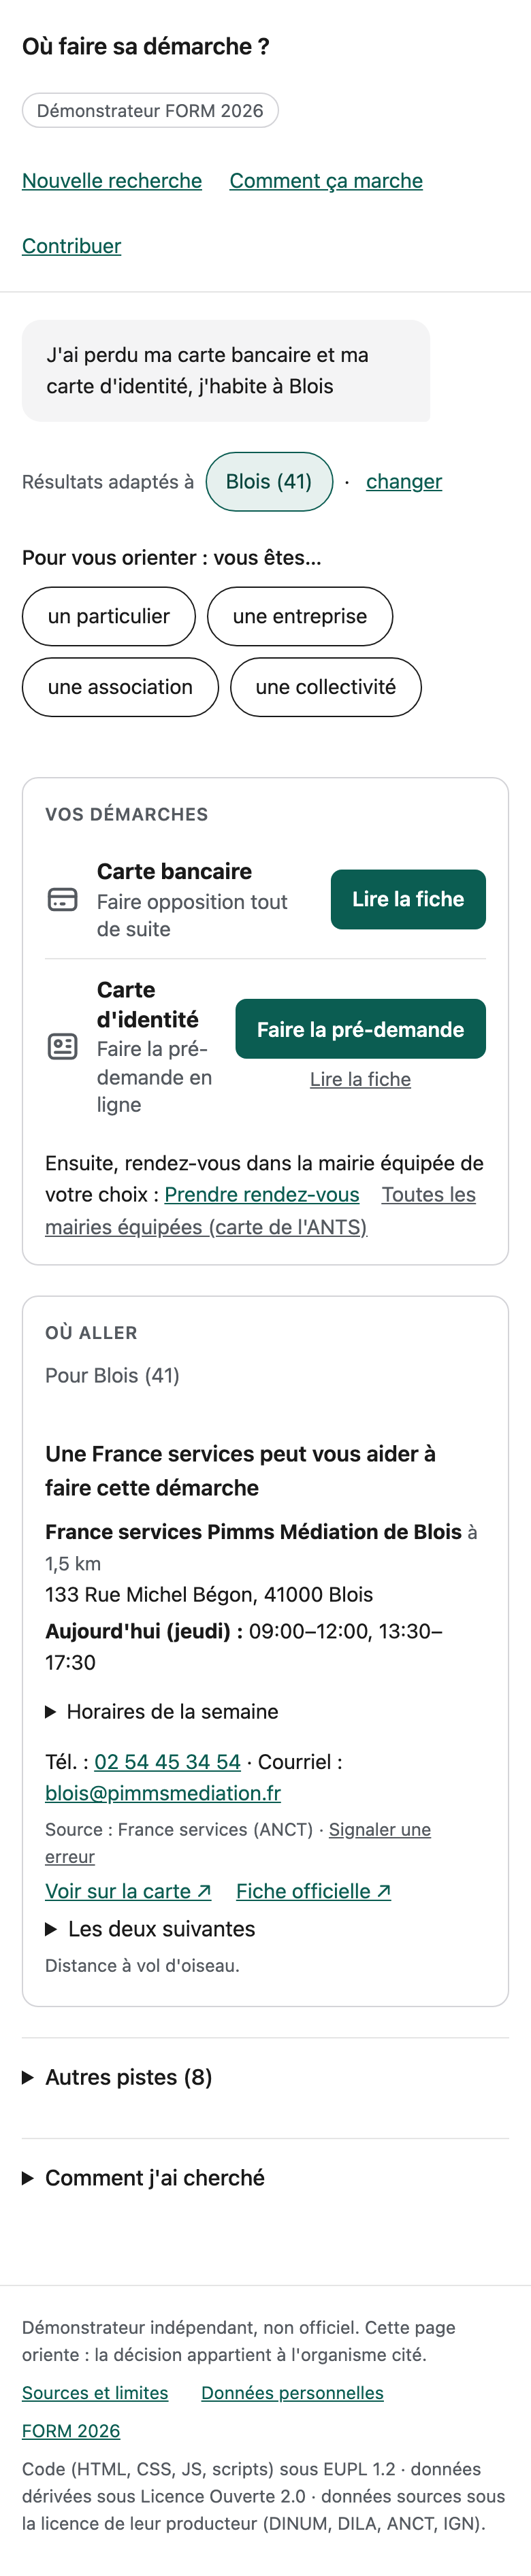 Où faire sa démarche ?
Démonstrateur FORM 2026
Nouvelle recherche Comment ça marche
Contribuer
J'ai perdu ma carte bancaire et ma
carte d'identité, j'habite à Blois
Résultats adaptés à Blois (41) · changer
Pour vous orienter : vous êtes...
un particulier une entreprise
une association une collectivité
VOS DÉMARCHES
Carte bancaire
Faire opposition tout
de suite
Lire la fiche
Carte
d'identité
Faire la pré-
demande en
ligne
Faire la pré-demande
Lire la fiche
Ensuite, rendez-vous dans la mairie équipée de
votre choix : Prendre rendez-vous Toutes les
mairies équipées (carte de l'ANTS)
OÙ ALLER
Pour Blois (41)
Une France services peut vous aider à
faire cette démarche
France services Pimms Médiation de Blois à
1,5 km
133 Rue Michel Bégon, 41000 Blois
Aujourd'hui (jeudi) : 09:00–12:00, 13:30–
17:30
▶ Horaires de la semaine
Tél. : 02 54 45 34 54 · Courriel :
blois@pimmsmediation.fr
Source : France services (ANCT) · Signaler une
erreur
Voir sur la carte ↗ Fiche officielle ↗
▶ Les deux suivantes
Distance à vol d'oiseau.
▶ Autres pistes (8)
▶ Comment j'ai cherché
Démonstrateur indépendant, non officiel. Cette page
oriente : la décision appartient à l'organisme cité.
Sources et limites Données personnelles
FORM 2026
Code (HTML, CSS, JS, scripts) sous EUPL 1.2 · données
dérivées sous Licence Ouverte 2.0 · données sources sous
la licence de leur producteur (DINUM, DILA, ANCT, IGN).